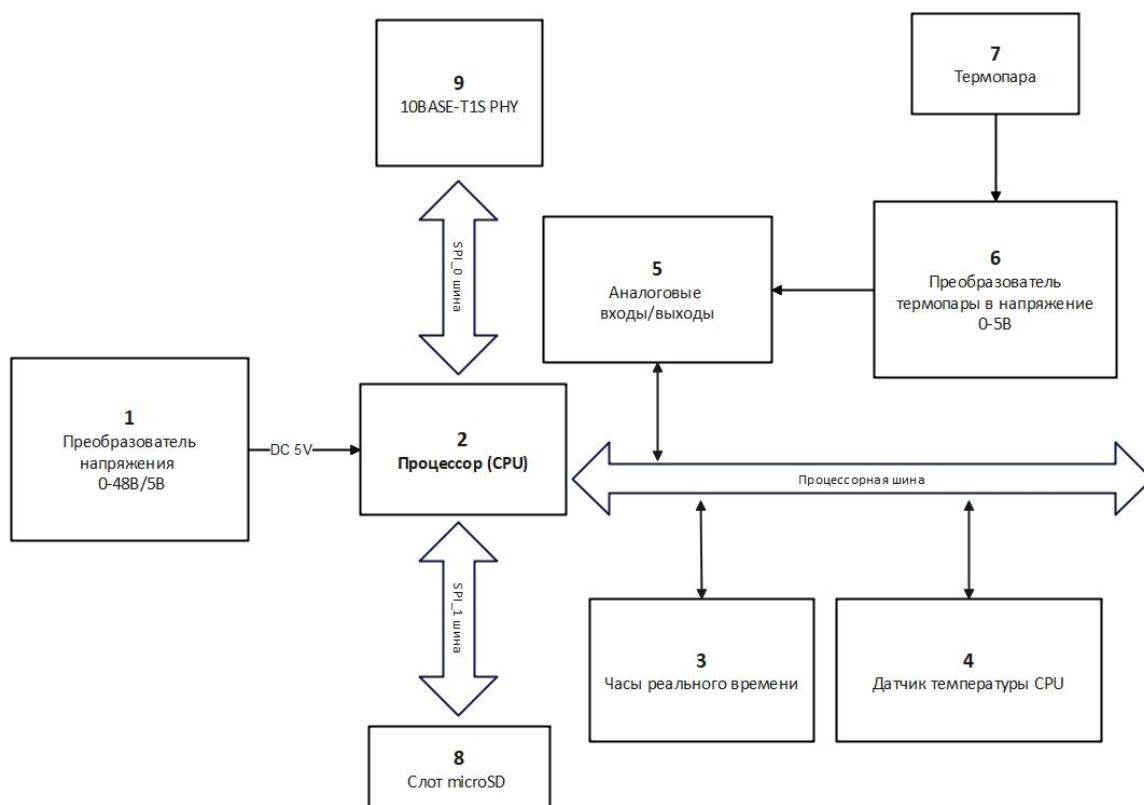 9
10BASE-T1S PHY
7
Термопара
SPI_0 шина
5
Аналоговые
входы/выходы
6
Преобразователь
термопары в напряжение
0-5В
1
Преобразователь
напряжения
0-48В/5В
DC 5V
2
Процессор (CPU)
Процессорная шина
SPI_1 шина
3
Часы реального времени
4
Датчик температуры CPU
8
Слот microSD